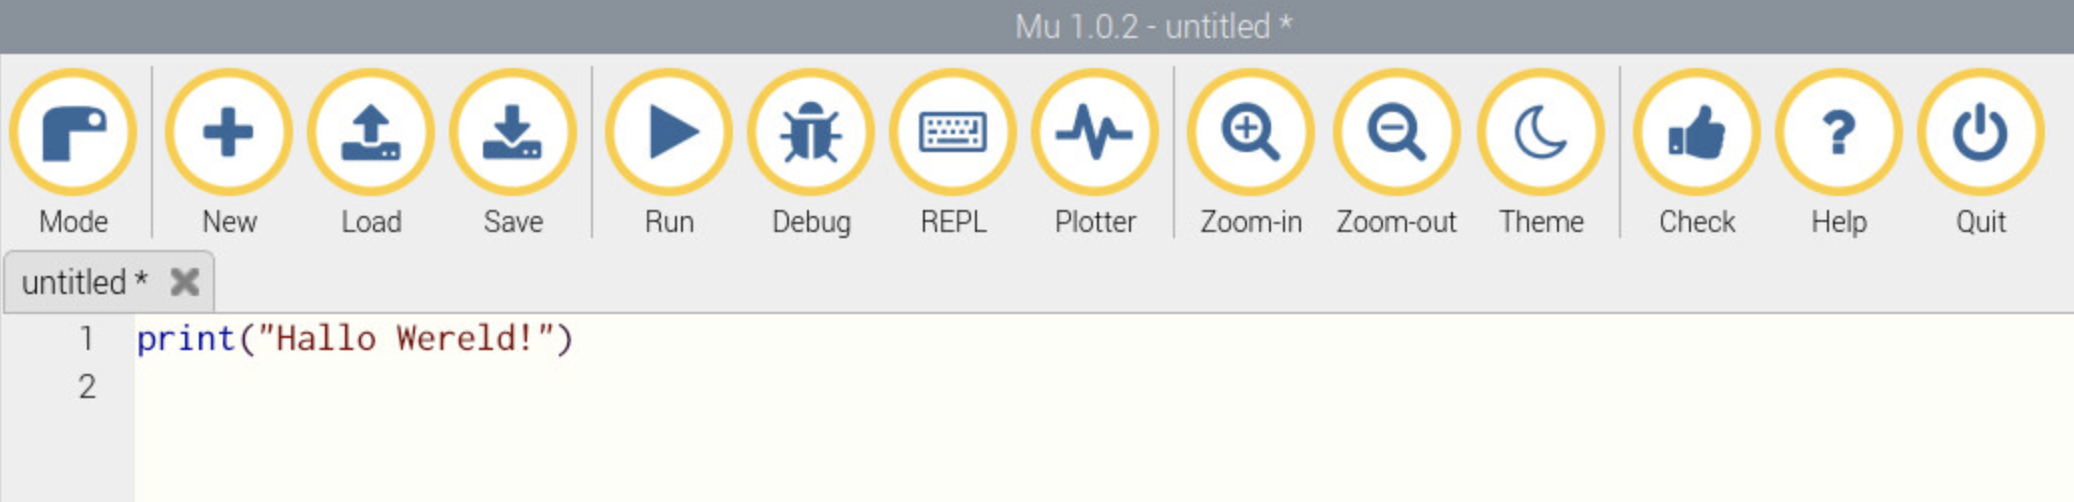 Mu 1.0.2 - untitled *
Mode New Load Save Run Debug REPL Plotter Zoom-in Zoom-out Theme Check Help Quit
untitled *
1 print("Hallo Wereld!")
2